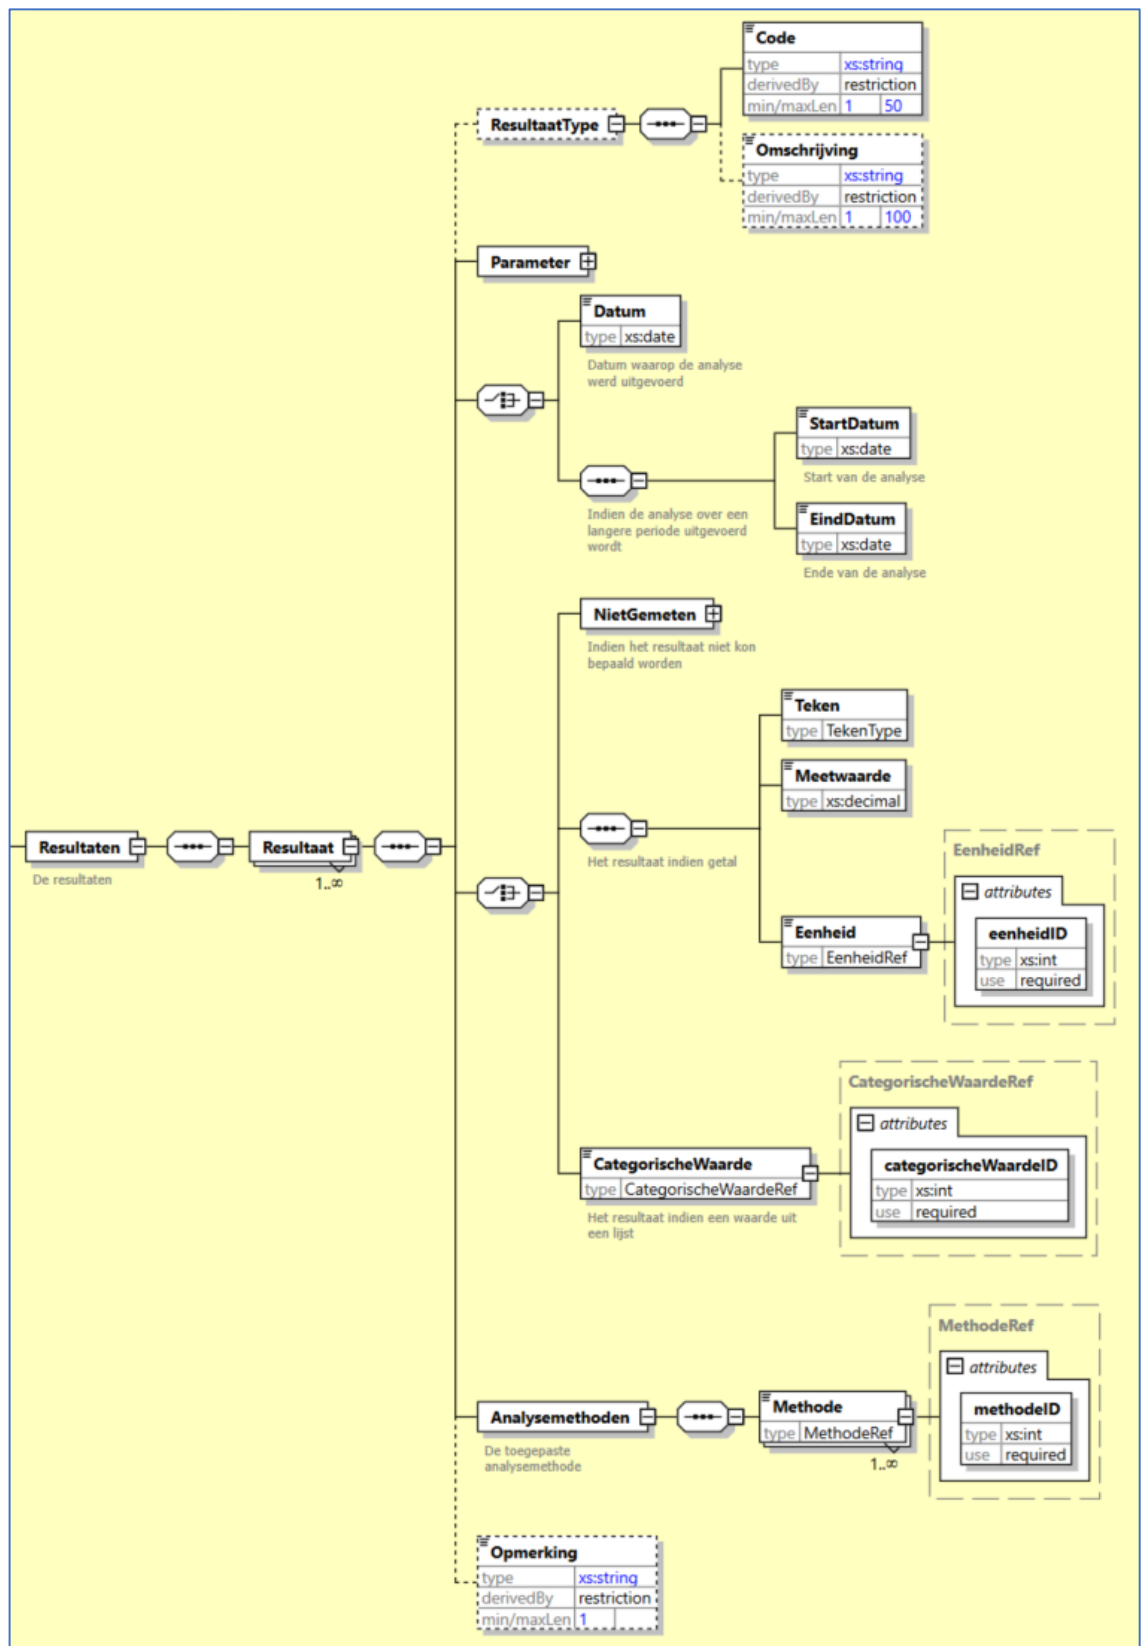 Code
type xs:string
derivedBy restriction
min/maxLen 1 50
ResultaatType
Omschrijving
type xs:string
derivedBy restriction
min/maxLen 1 100
Parameter
Datum
type xs:date
Datum waarop de analyse
werd uitgevoerd
StartDatum
type xs:date
Start van de analyse
Indien de analyse over een
langere periode uitgevoerd
wordt
EindDatum
type xs:date
Ende van de analyse
NietGemeten
Indien het resultaat niet kon
bepaald worden
Teken
type TekenType
Meetwaarde
type xs:decimal
Het resultaat indien getal
Resultaten
De resultaten
Resultaat
1..∞
EenheidRef
attributes
eenheidID
type xs:int
use required
Eenheid
type EenheidRef
CategorischeWaardeRef
attributes
categorischeWaardeID
type xs:int
use required
CategorischeWaarde
type CategorischeWaardeRef
Het resultaat indien een waarde uit
een lijst
MethodeRef
attributes
methodeID
type xs:int
use required
Analysemethoden
De toegepaste
analysemethode
Methode
type MethodeRef
1..∞
Opmerking
type xs:string
derivedBy restriction
min/maxLen 1